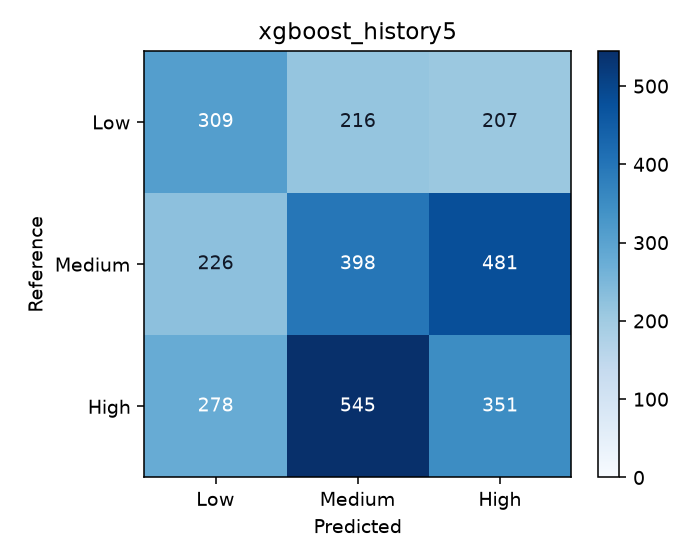 xgboost_history5
Reference
Low 309 216 207
Medium 226 398 481
High 278 545 351
Low Medium High
Predicted
500
400
300
200
100
0